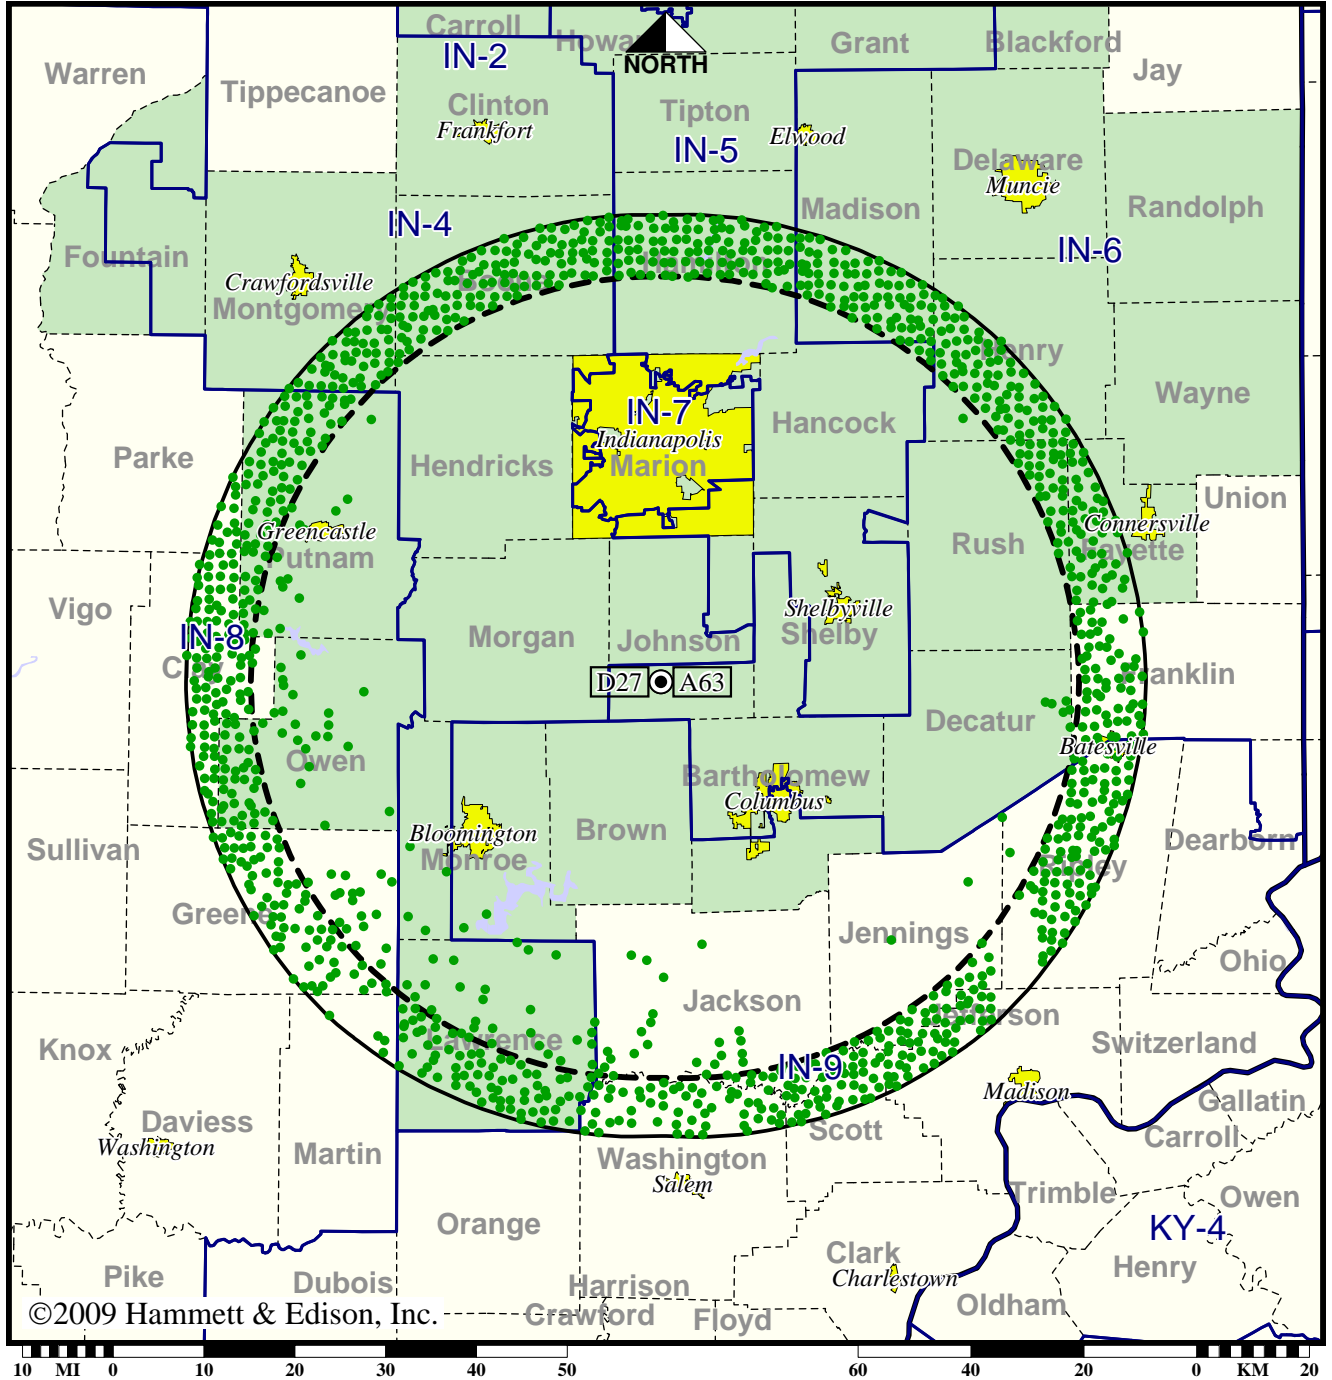 Carroll
Howa
Grant
Blackford
IN-2
NORTH
Warren
Jay
Tippecanoe
Clinton
Tipton
Frankfort
Elwood
IN-5
Delaware
Muncie
Madison
Randolph
IN-4
IN-6
Fountain
Crawfordsville
Montgomery
Henry
Wayne
IN-7
Hancock
Indianapolis
Parke
Hendricks
Marion
Union
Greencastle
Connersville
Putnam
Rush
Fayette
Vigo
Shelbyville
IN-8
Morgan
Johnson
Shelby
Clay
Franklin
D27
A63
Decatur
Batesville
Owen
Bartholomew
Columbus
Bloomington
Brown
Sullivan
Monroe
Dearborn
Ripley
Greene
Jennings
Ohio
Jackson
Jefferson
Lawrence
Knox
Switzerland
IN-9
Madison
Gallatin
Daviess
Scott
Carroll
Washington
Martin
Washington
Salem
Trimble
Owen
Orange
KY-4
Clark
Henry
Pike
Dubois
Harrison
Charlestown
©2009 Hammett & Edison, Inc.
Crawford
Floyd
Oldham
10 MI 0 10 20 30 40 50 60 40 20 0 KM 20